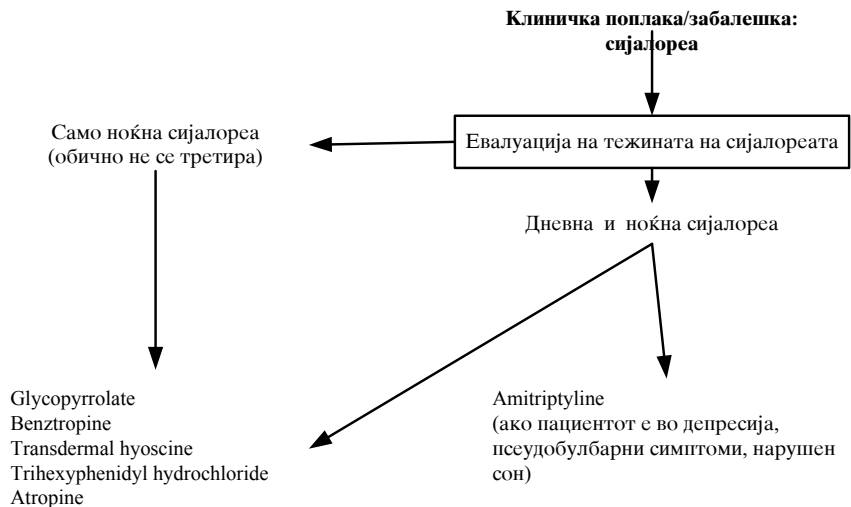 Клиничка поплака/забалешка:
сијалореа
Само ноќна сијалореа
(обично не се третира)
Евалуација на тежината на сијалореата
Дневна и ноќна сијалореа
Glycopyrrolate
Benztropine
Transdermal hyoscine
Trihexyphenidyl hydrochloride
Atropine
Amitriptyline
(ако пациентот е во депресија,
псеудобулбарни симптоми, нарушен
сон)